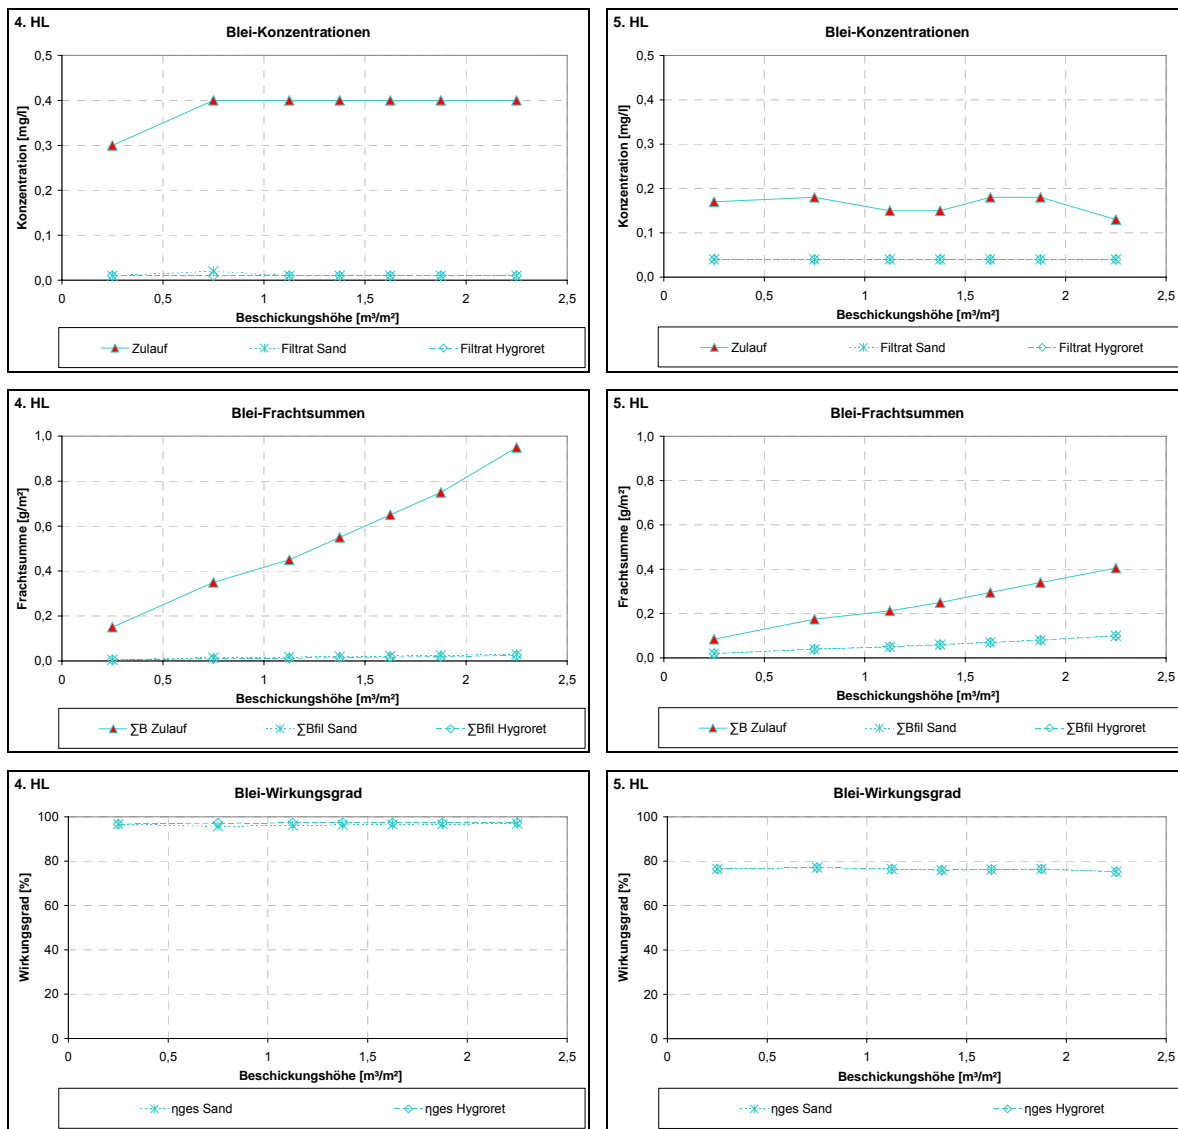 4. HL
Blei-Konzentrationen
Konzentration [mg/l]
0,5
0,4
0,3
0,2
0,1
0,0
0 0,5 1 1,5 2 2,5
Beschickungshöhe [m³/m²]
Zulauf Filtrat Sand Filtrat Hygroret
5. HL
Blei-Konzentrationen
Konzentration [mg/l]
0,5
0,4
0,3
0,2
0,1
0,0
0 0,5 1 1,5 2 2,5
Beschickungshöhe [m³/m²]
Zulauf Filtrat Sand Filtrat Hygroret
4. HL
Blei-Frachtsummen
Frachtsumme [g/m²]
1,0
0,8
0,6
0,4
0,2
0,0
0 0,5 1 1,5 2 2,5
Beschickungshöhe [m³/m²]
∑B Zulauf ∑Bfil Sand ∑Bfil Hygroret
5. HL
Blei-Frachtsummen
Frachtsumme [g/m²]
1,0
0,8
0,6
0,4
0,2
0,0
0 0,5 1 1,5 2 2,5
Beschickungshöhe [m³/m²]
∑B Zulauf ∑Bfil Sand ∑Bfil Hygroret
4. HL
Blei-Wirkungsgrad
Wirkungsgrad [%]
100
80
60
40
20
0
0 0,5 1 1,5 2 2,5
Beschickungshöhe [m³/m²]
ηges Sand ηges Hygroret
5. HL
Blei-Wirkungsgrad
Wirkungsgrad [%]
100
80
60
40
20
0
0 0,5 1 1,5 2 2,5
Beschickungshöhe [m³/m²]
ηges Sand ηges Hygroret